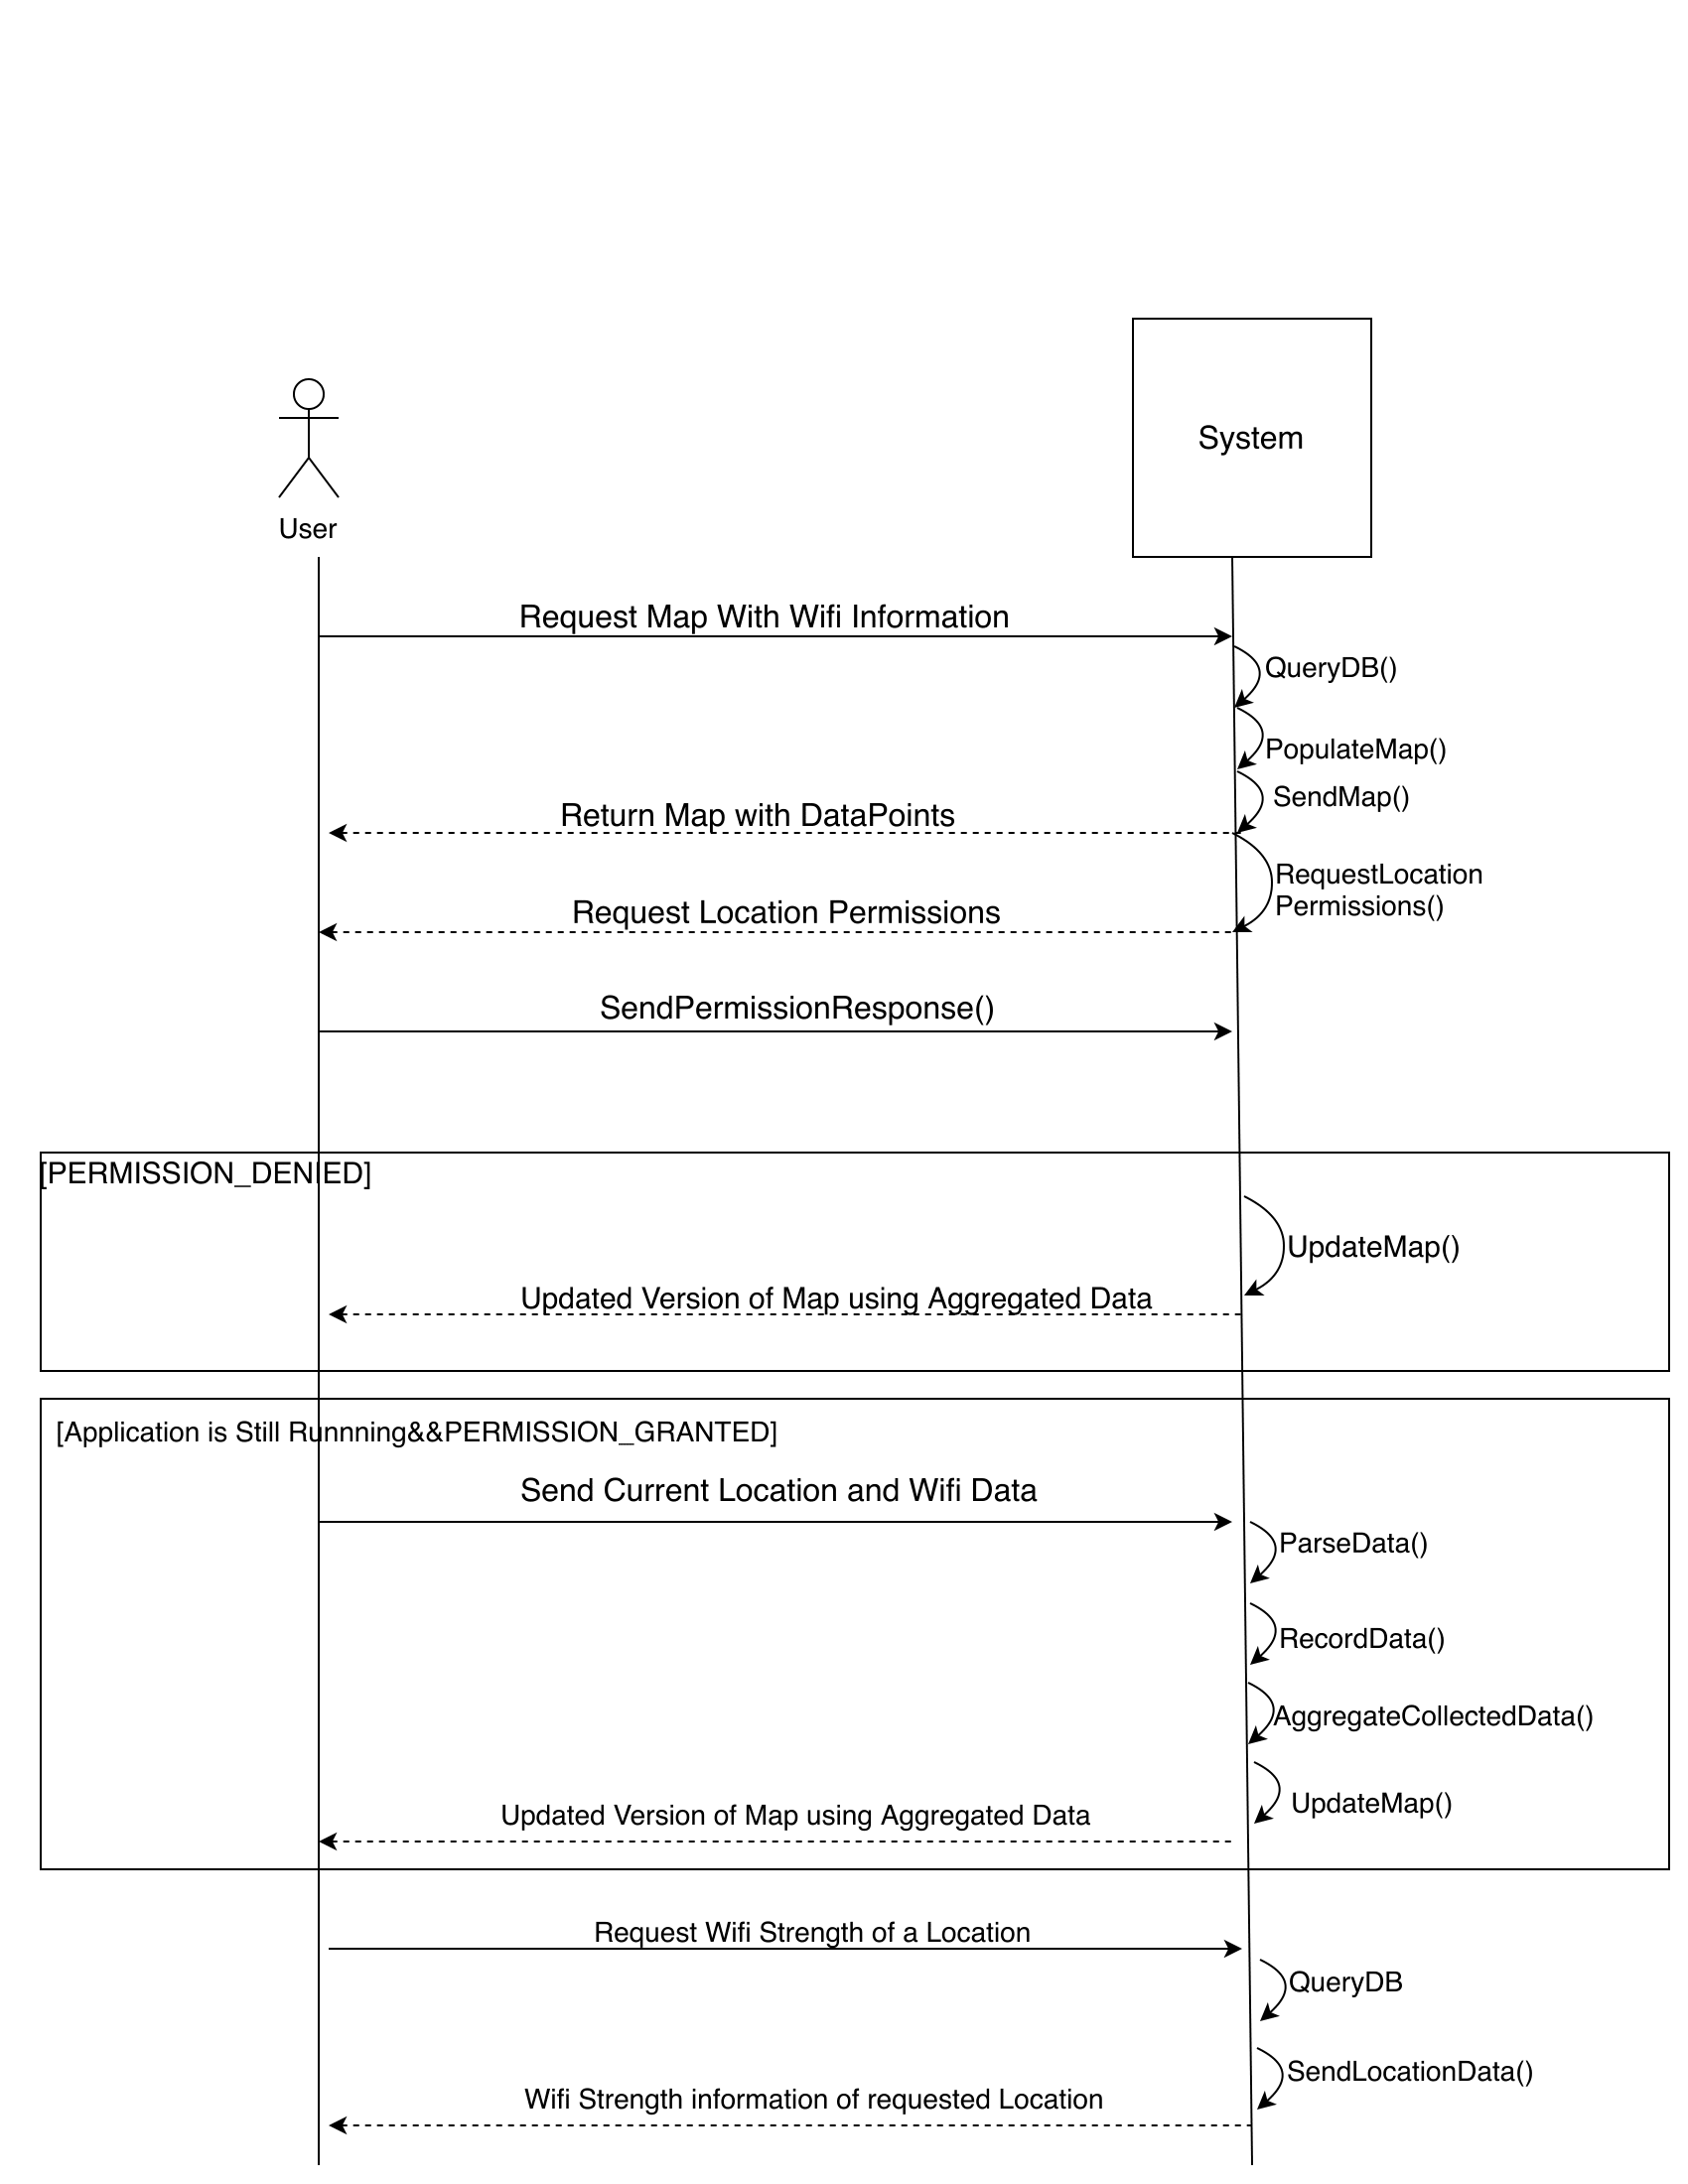 System
User
Request Map With Wifi Information
QueryDB()
PopulateMap()
SendMap()
Return Map with DataPoints
RequestLocation
Permissions()
Request Location Permissions
SendPermissionResponse()
[PERMISSION_DENIED]
UpdateMap()
Updated Version of Map using Aggregated Data
[Application is Still Runnning&&PERMISSION_GRANTED]
Send Current Location and Wifi Data
ParseData()
RecordData()
AggregateCollectedData()
UpdateMap()
Updated Version of Map using Aggregated Data
Request Wifi Strength of a Location
QueryDB
SendLocationData()
Wifi Strength information of requested Location